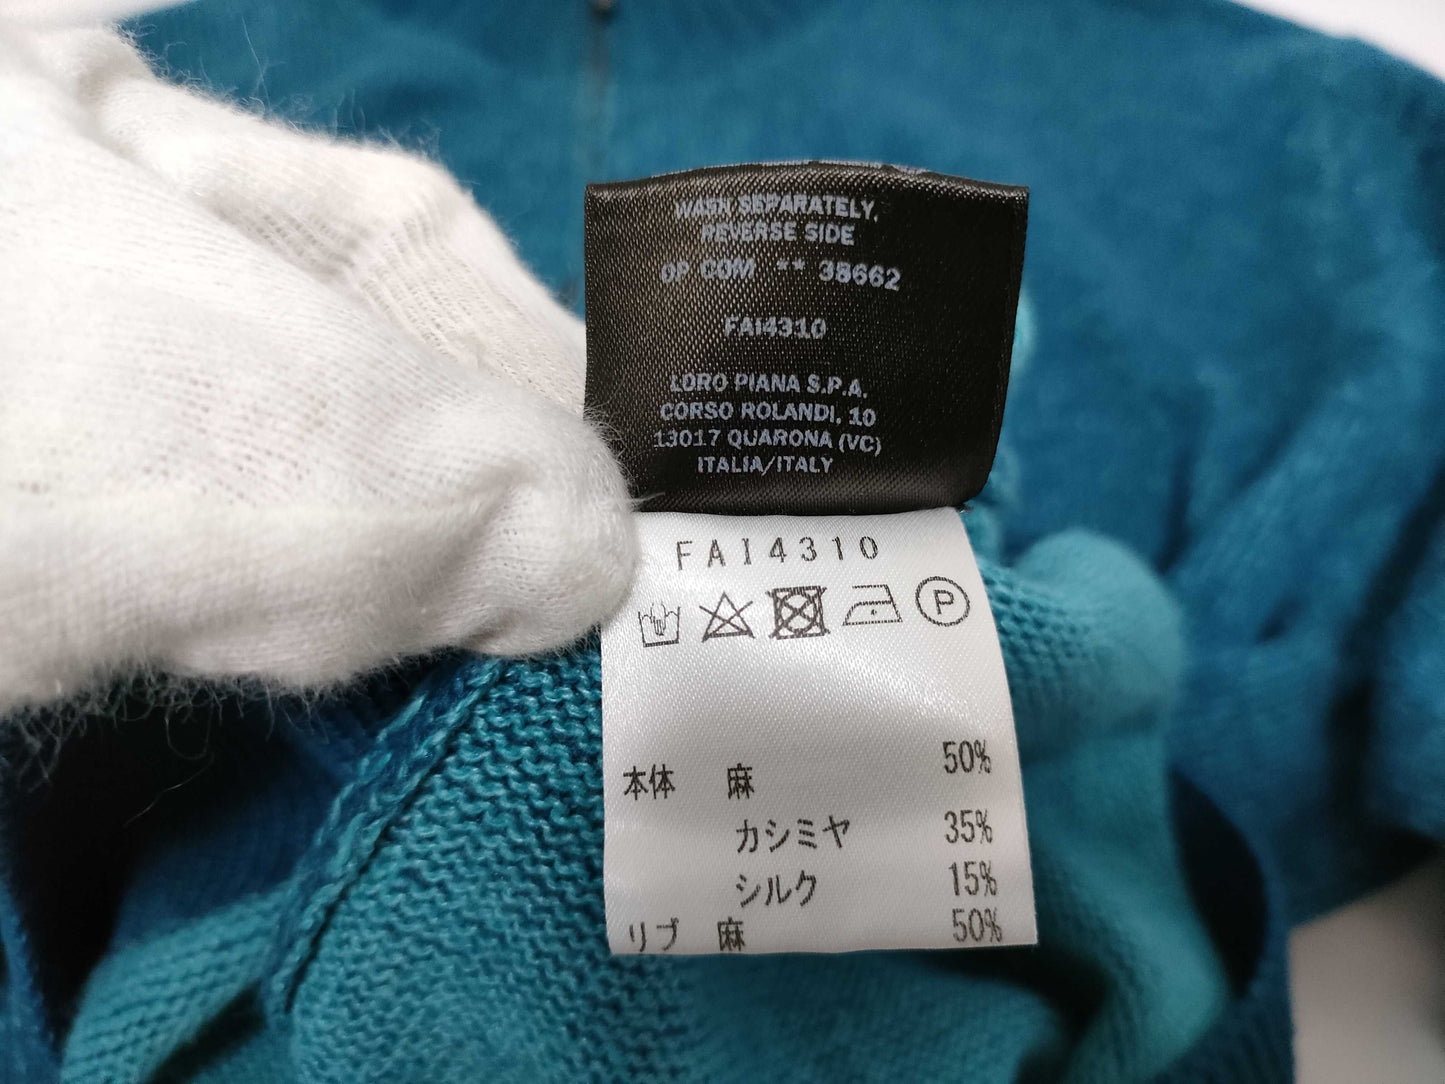 WASH SEPARATELY,
REVERSE SIDE
OP COM ** 38662
FAI4310
LORO PIANA S.P.A.
CORSO ROLANDI, 10
13017 QUARONA (VC)
ITALIA/ITALY
FAI4310
P
本体 麻 50%
カシミヤ 35%
シルク 15%
リブ 麻 50%